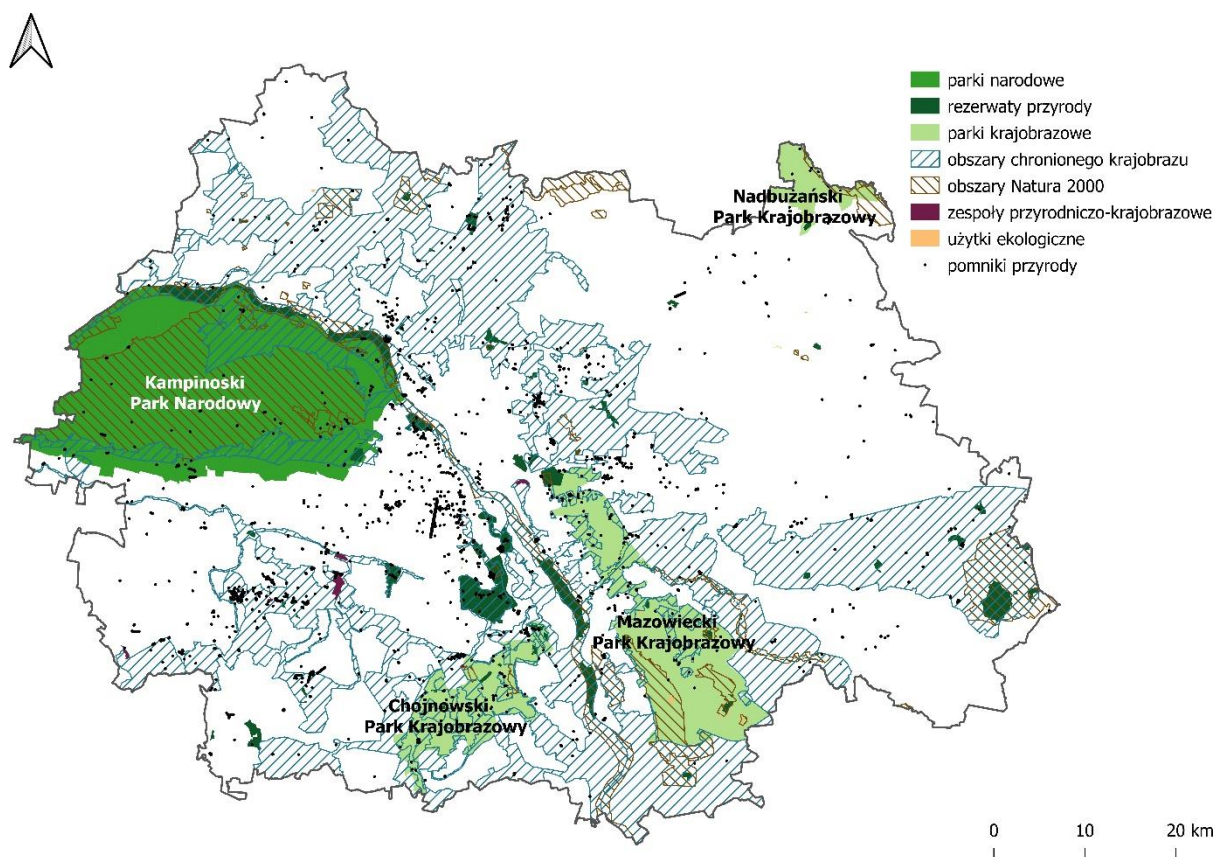 parki narodowe
rezerwaty przyrody
parki krajobrazowe
obszary chronionego krajobrazu
obszary Natura 2000
zespoły przyrodniczo-krajobrazowe
użytki ekologiczne
pomniki przyrody
Nadbużański
Park Krajobrazowy
Kampinoski
Park Narodowy
Mazowiecki
Park Krajobrazowy
Chojnowski
Park Krajobrazowy
0 10 20 km